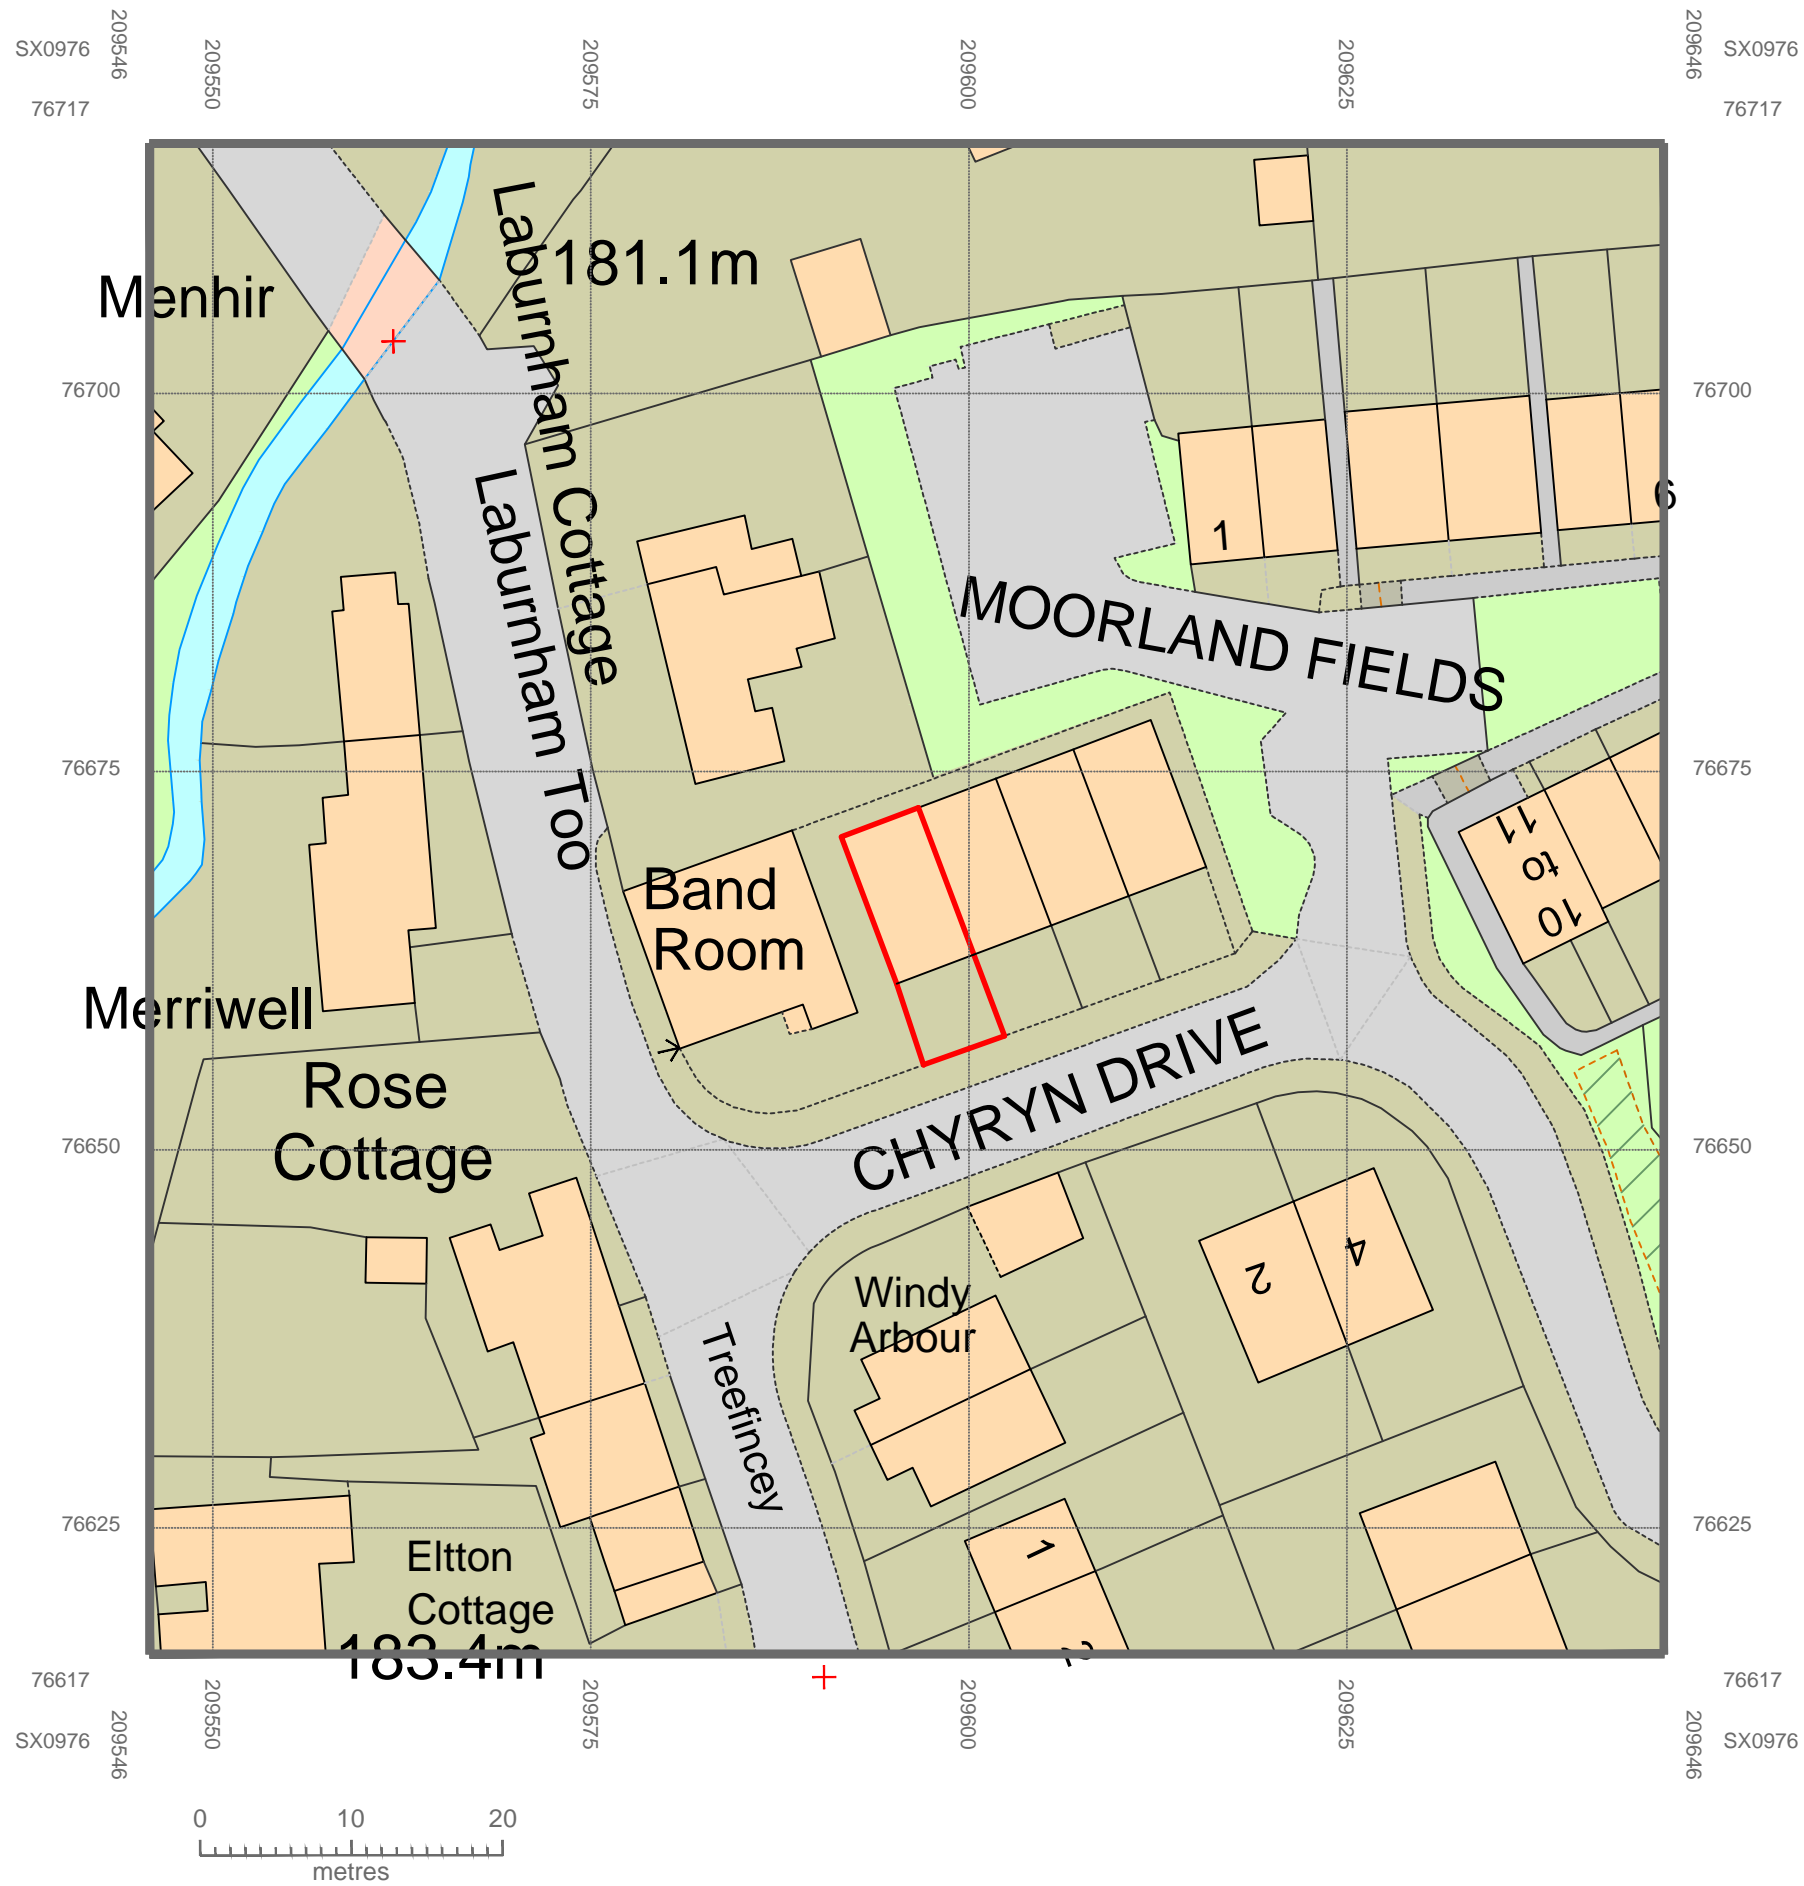 209546
209550
209575
209600
209625
209646
SX0976
SX0976
76717
76717
Laburnham Cottage
181.1m
Menhir
76700
76700
Laburnham Too
1
6
MOORLAND FIELDS
76675
76675
11
to
10
Band
Room
Merriwell
Rose
Cottage
CHYRYN DRIVE
76650
76650
Windy
Arbour
2
4
Treefincey
76625
76625
Eltton
Cottage
1
2
183.4m
76617
76617
SX0976
SX0976
209546
209550
209575
209600
209625
209646
0 10 20
metres